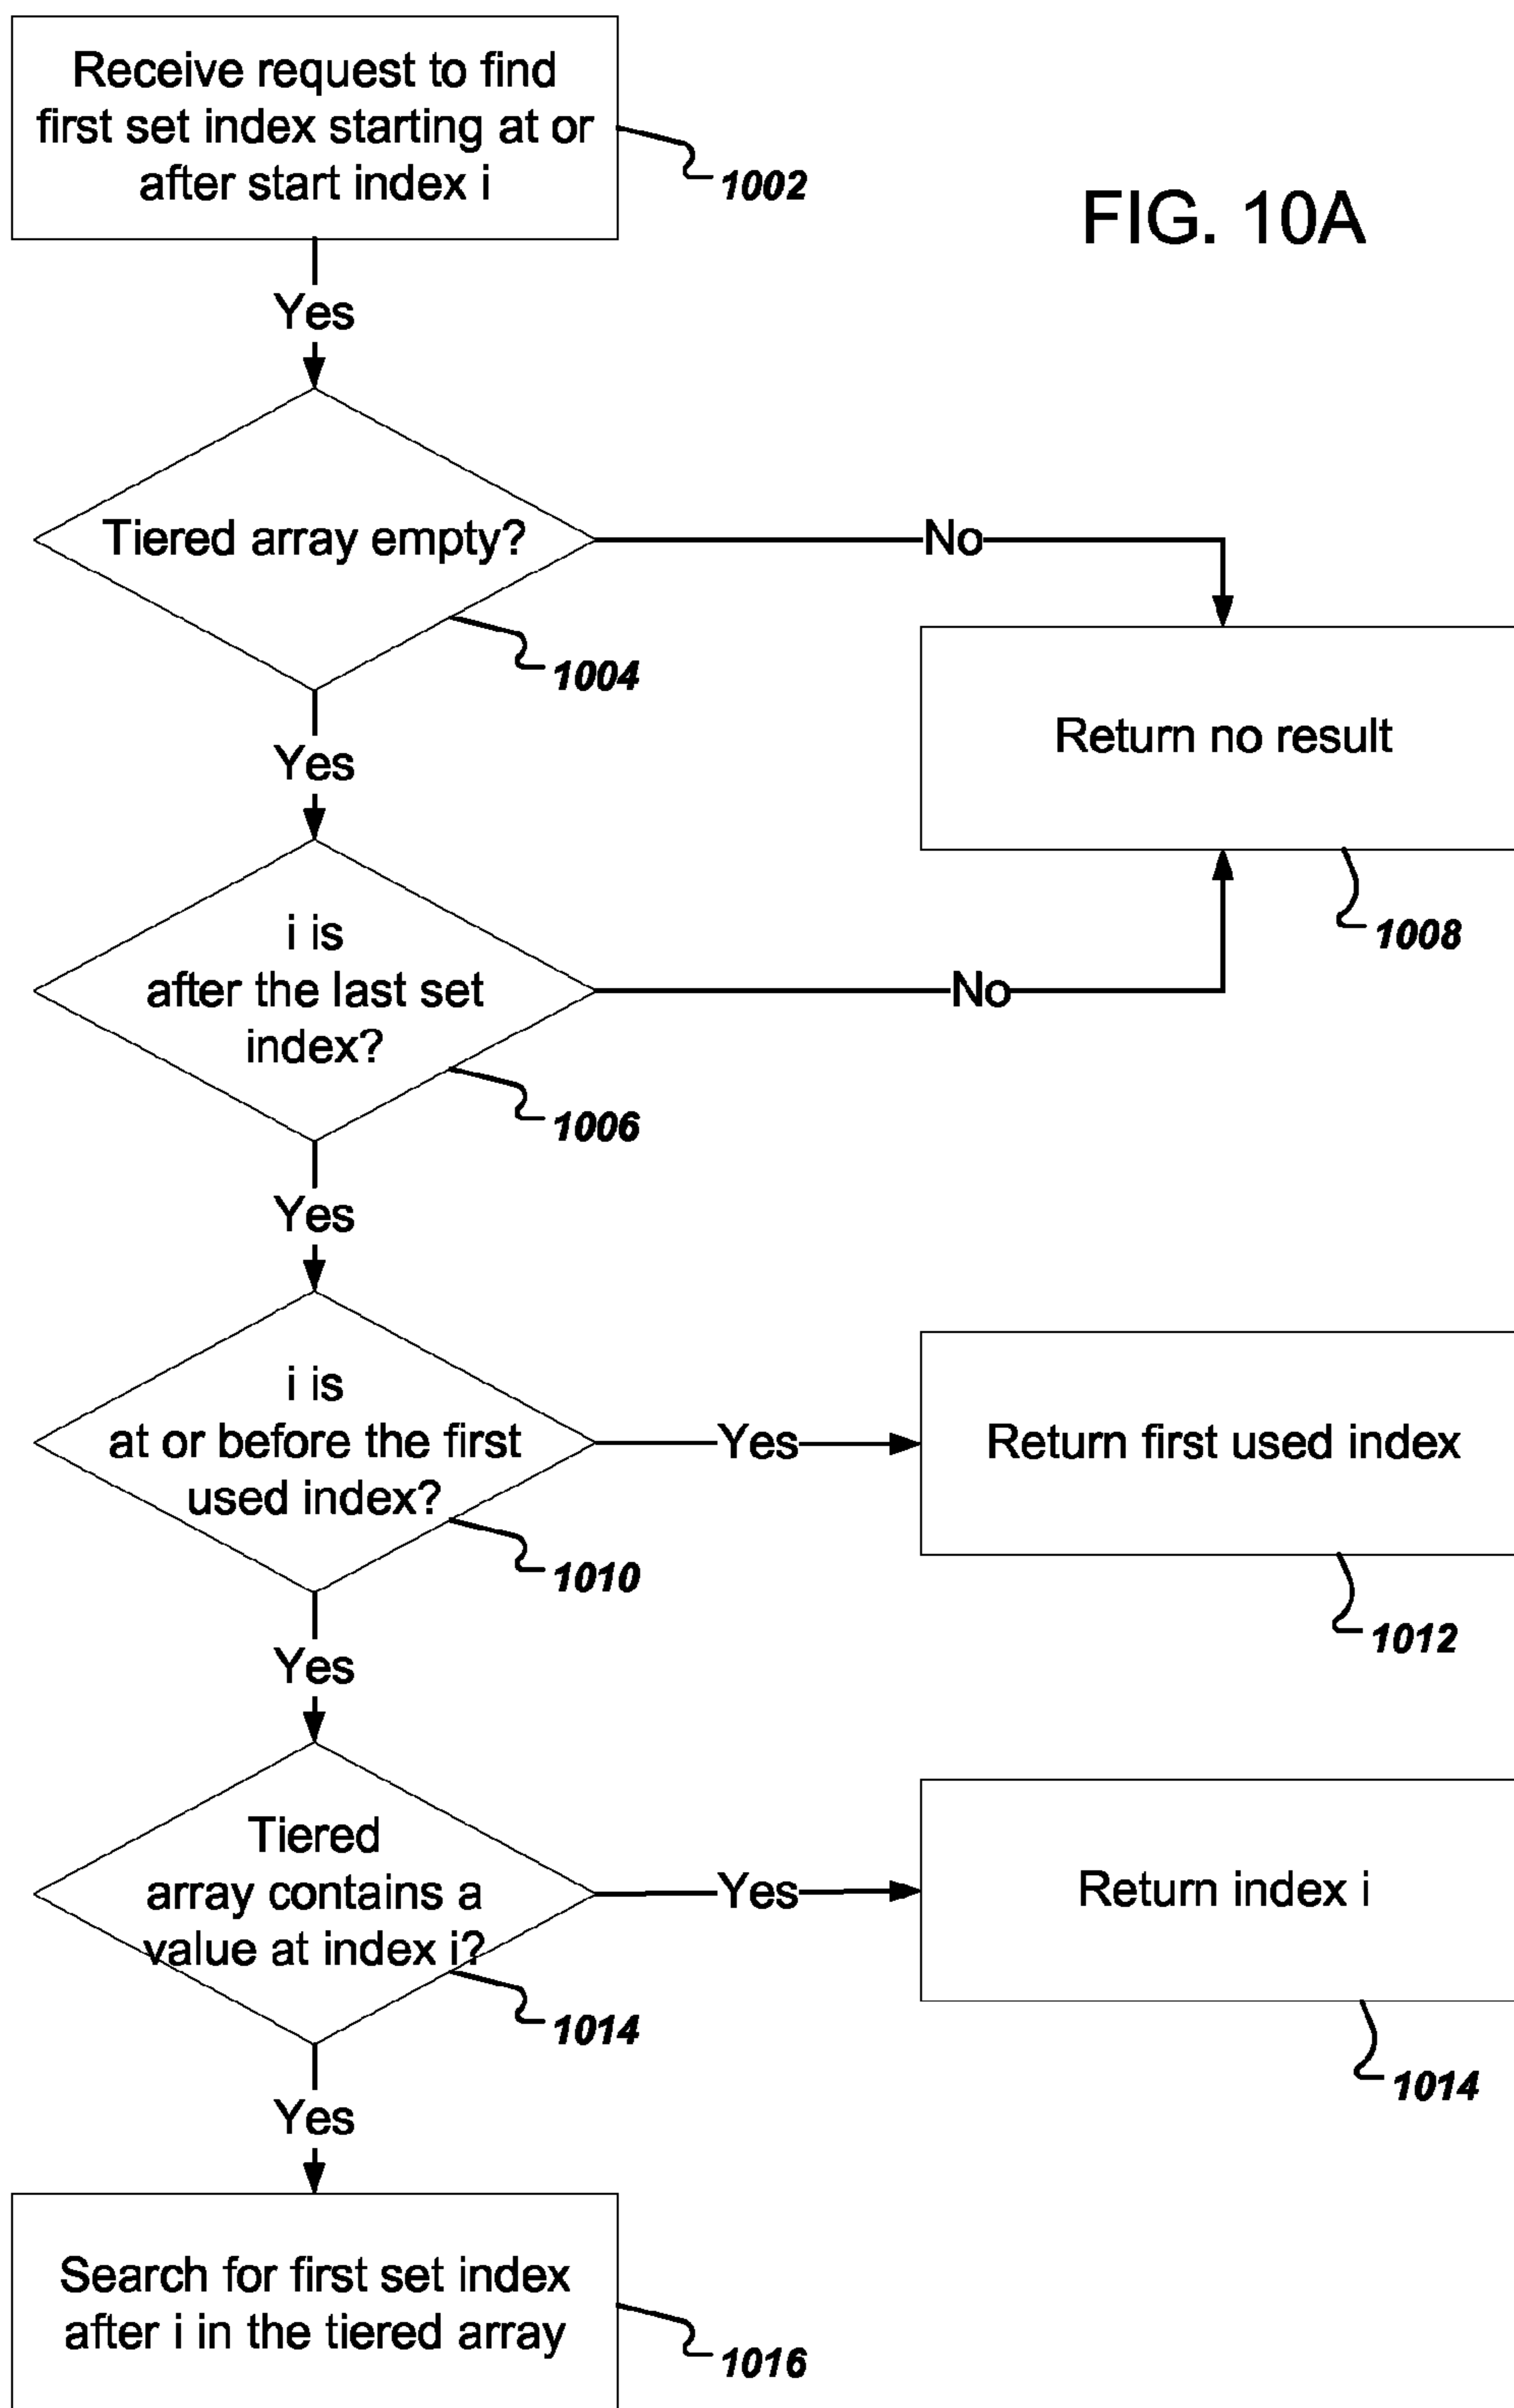 Receive request to find
first set index starting at or
after start index i
1002
FIG. 10A
Yes
Tiered array empty?
No
1004
Return no result
1008
Yes
i is
after the last set
index?
No
1006
Yes
i is
at or before the first
used index?
Yes
Return first used index
1010
1012
Yes
Tiered
array contains a
value at index i?
Yes
Return index i
1014
1014
Yes
Search for first set index
after i in the tiered array
1016